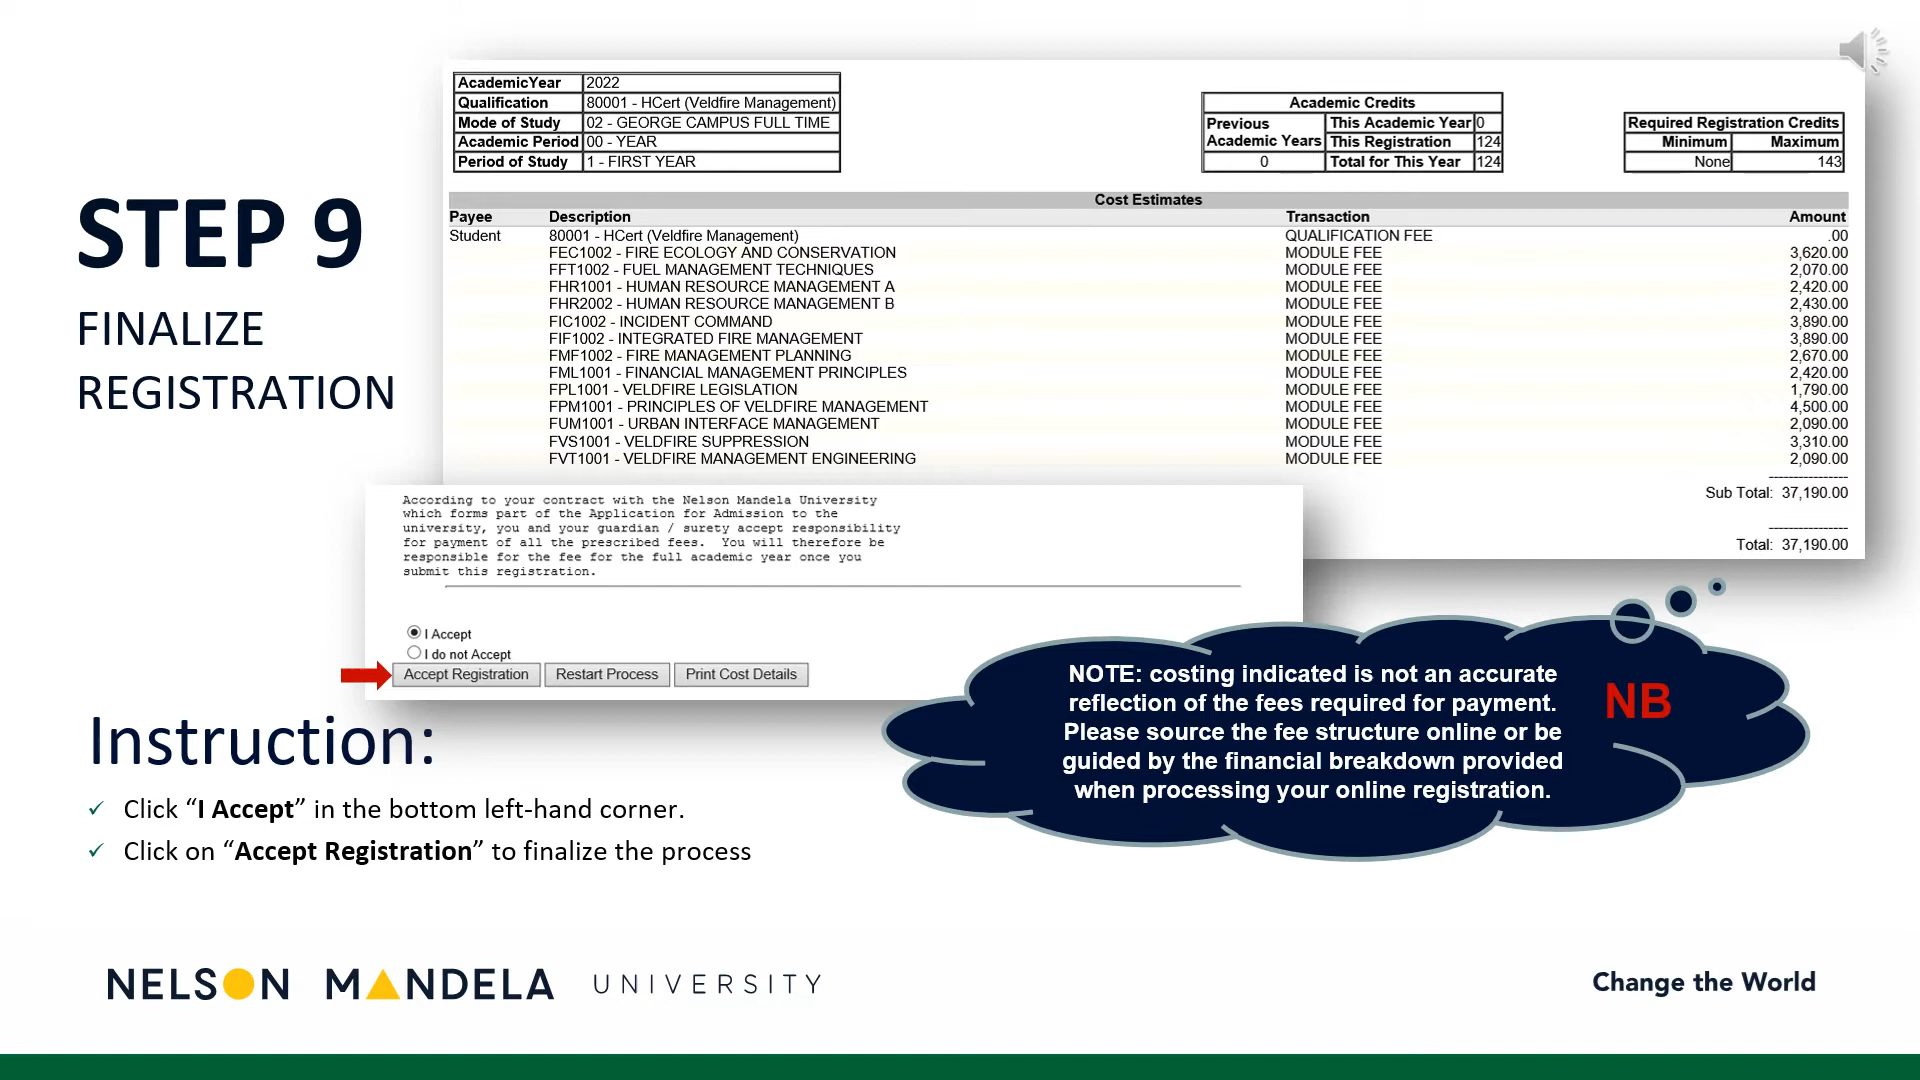 STEP 9
FINALIZE
REGISTRATION
AcademicYear 2022
Qualification 80001 - HCert (Veldfire Management)
Mode of Study 02 - GEORGE CAMPUS FULL TIME
Academic Period 00 - YEAR
Period of Study 1 - FIRST YEAR
Academic Credits
Previous Academic Years This Academic Year 0
This Registration 124
0 Total for This Year 124
Required Registration Credits
Minimum Maximum
None 143
Cost Estimates
Payee Description Transaction Amount
Student 80001 - HCert (Veldfire Management) QUALIFICATION FEE .00
FEC1002 - FIRE ECOLOGY AND CONSERVATION MODULE FEE 3,620.00
FFT1002 - FUEL MANAGEMENT TECHNIQUES MODULE FEE 2,070.00
FHR1001 - HUMAN RESOURCE MANAGEMENT A MODULE FEE 2,420.00
FHR2002 - HUMAN RESOURCE MANAGEMENT B MODULE FEE 2,430.00
FIC1002 - INCIDENT COMMAND MODULE FEE 3,890.00
FIF1002 - INTEGRATED FIRE MANAGEMENT MODULE FEE 3,890.00
FMF1002 - FIRE MANAGEMENT PLANNING MODULE FEE 2,670.00
FML1001 - FINANCIAL MANAGEMENT PRINCIPLES MODULE FEE 2,420.00
FPL1001 - VELDFIRE LEGISLATION MODULE FEE 1,790.00
FPM1001 - PRINCIPLES OF VELDFIRE MANAGEMENT MODULE FEE 4,500.00
FUM1001 - URBAN INTERFACE MANAGEMENT MODULE FEE 2,090.00
FVS1001 - VELDFIRE SUPPRESSION MODULE FEE 3,310.00
FVT1001 - VELDFIRE MANAGEMENT ENGINEERING MODULE FEE 2,090.00
----------------
Sub Total: 37,190.00
----------------
Total: 37,190.00
According to your contract with the Nelson Mandela University
which forms part of the Application for Admission to the
university, you and your guardian / surety accept responsibility
for payment of all the prescribed fees. You will therefore be
responsible for the fee for the full academic year once you
submit this registration.
I Accept
I do not Accept
Accept Registration Restart Process Print Cost Details
NOTE: costing indicated is not an accurate
reflection of the fees required for payment.
Please source the fee structure online or be
guided by the financial breakdown provided
when processing your online registration.
NB
Instruction:
✓ Click “I Accept” in the bottom left-hand corner.
✓ Click on “Accept Registration” to finalize the process
NELSON MANDELA UNIVERSITY
Change the World